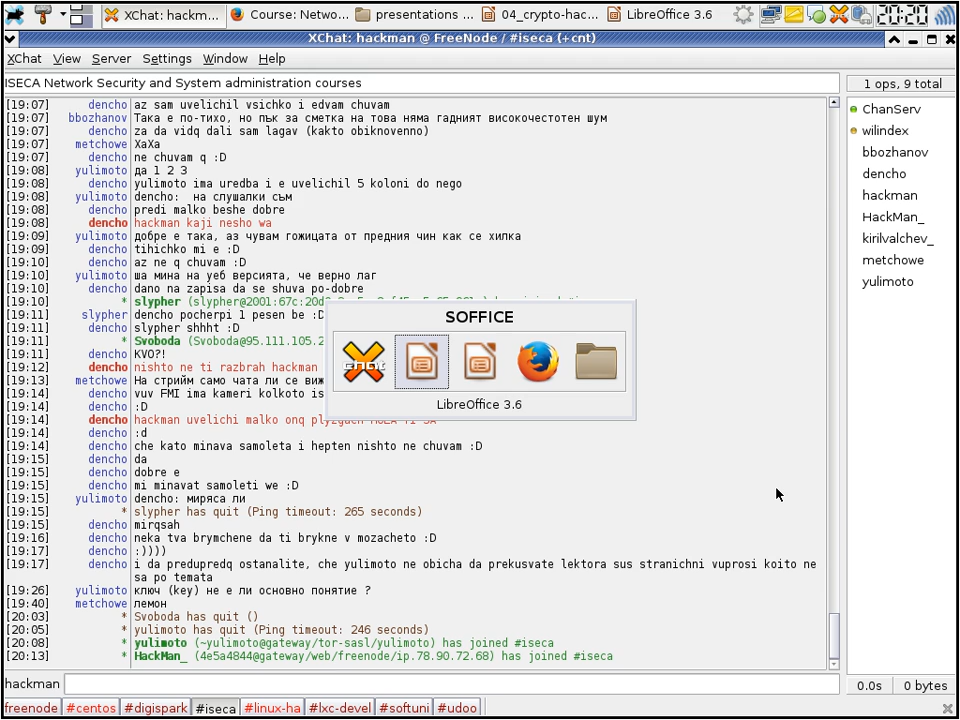 XChat: hackm...
Course: Netwo...
presentations ...
04_crypto-hac...
LibreOffice 3.6
20:20
XChat: hackman @ FreeNode / #iseca (+cnt)
XChat View Server Settings Window Help
ISECA Network Security and System administration courses
1 ops, 9 total
[19:07] dencho az sam uvelichil vsichko i edvam chuvam
[19:07] bbozhanov Така е по-тихо, но пък за сметка на това няма гадният високочестотен шум
[19:07] dencho za da vidq dali sam lagav (kakto obiknovenno)
[19:07] metchowe ХаХа
[19:07] dencho ne chuvam q :D
[19:08] yulimoto да 1 2 3
[19:08] dencho yulimoto ima uredba i e uvelichil 5 koloni do nego
[19:08] yulimoto dencho: на слушалки съм
[19:08] dencho predi malko beshe dobre
[19:08] dencho hackman kaji nesho wa
[19:09] yulimoto добре е така, аз чувам гожицата от предния чин как се хилка
[19:09] dencho tihichko mi e :D
[19:10] dencho az ne q chuvam :D
[19:10] yulimoto ша мина на уеб версията, че верно лаг
[19:10] dencho dano na zapisa da se shuva po-dobre
[19:10] * slypher (slypher@2001:67c:20d
[19:11] slypher dencho pocherpi 1 pesen be :D
[19:11] dencho slypher shhht :D
[19:11] * Svoboda (Svoboda@95.111.105.2
[19:11] dencho KVO?!
[19:12] dencho nishto ne ti razbrah hackman
[19:13] metchowe На стрийм само чата ли се виж
[19:14] dencho vuv FMI ima kameri kolkoto is
[19:14] dencho :D
[19:14] dencho hackman uvelichi malko onq
[19:14] dencho :d
[19:14] dencho che kato minava samoleta i hepten nishto ne chuvam :D
[19:15] dencho da
[19:15] dencho dobre e
[19:15] dencho mi minavat samoleti we :D
[19:15] yulimoto dencho: миряса ли
[19:15] * slypher has quit (Ping timeout: 265 seconds)
[19:15] dencho mirqsah
[19:16] dencho neka tva brymchene da ti brykne v mozacheto :D
[19:17] dencho :))))
[19:17] dencho i da predupredq ostanalite, che yulimoto ne obicha da prekusvate lektora sus stranichni vuprosi koito ne
sa po temata
[19:26] yulimoto ключ (key) не е ли основно понятие ?
[19:40] metchowe лемон
[20:03] * Svoboda has quit ()
[20:05] * yulimoto has quit (Ping timeout: 246 seconds)
[20:08] * yulimoto (~yulimoto@gateway/tor-sasl/yulimoto) has joined #iseca
[20:13] * HackMan_ (4e5a4844@gateway/web/freenode/ip.78.90.72.68) has joined #iseca
SOFFICE
chat
LibreOffice 3.6
ChanServ
wilindex
bbozhanov
dencho
hackman
HackMan_
kirilvalchev_
metchowe
yulimoto
hackman
0.0s 0 bytes
freenode #centos #digispark #iseca #linux-ha #lxc-devel #softuni #udoo